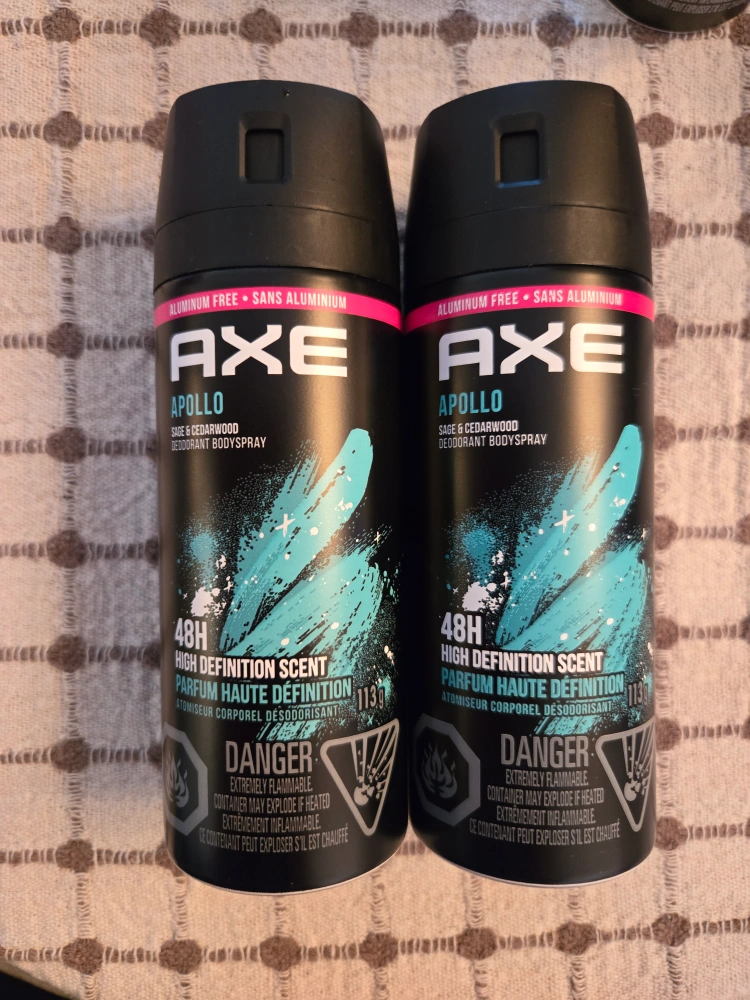 ALUMINUM FREE • SANS ALUMINIUM
AXE
APOLLO
SAGE & CEDARWOOD
DEODORANT BODYSPRAY
48H
HIGH DEFINITION SCENT
PARFUM HAUTE DÉFINITION
ATOMISEUR CORPOREL DÉSODORISANT
113g
DANGER
EXTREMELY FLAMMABLE.
CONTAINER MAY EXPLODE IF HEATED
EXTRÊMEMENT INFLAMMABLE.
CE CONTENANT PEUT EXPLOSER S'IL EST CHAUFFÉ
ALUMINUM FREE • SANS ALUMINIUM
AXE
APOLLO
SAGE & CEDARWOOD
DEODORANT BODYSPRAY
48H
HIGH DEFINITION SCENT
PARFUM HAUTE DÉFINITION
ATOMISEUR CORPOREL DÉSODORISANT
113g
DANGER
EXTREMELY FLAMMABLE.
CONTAINER MAY EXPLODE IF HEATED
EXTRÊMEMENT INFLAMMABLE.
CE CONTENANT PEUT EXPLOSER S'IL EST CHAUFFÉ